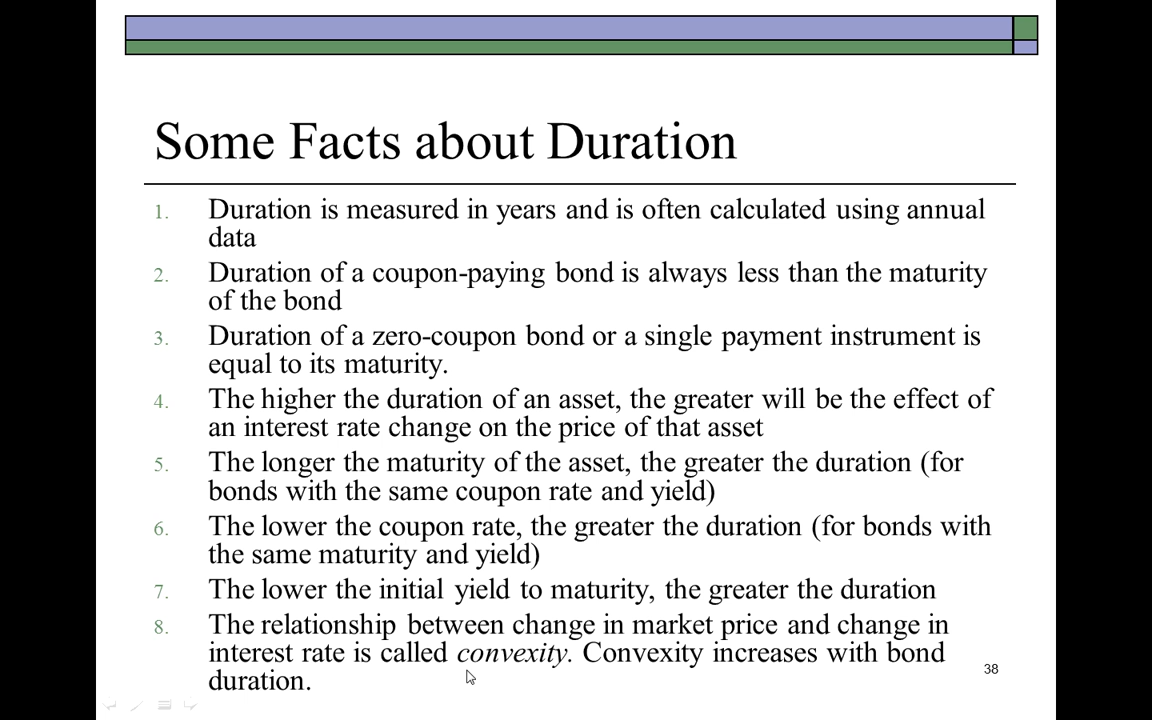 Some Facts about Duration
1. Duration is measured in years and is often calculated using annual
data
2. Duration of a coupon-paying bond is always less than the maturity
of the bond
3. Duration of a zero-coupon bond or a single payment instrument is
equal to its maturity.
4. The higher the duration of an asset, the greater will be the effect of
an interest rate change on the price of that asset
5. The longer the maturity of the asset, the greater the duration (for
bonds with the same coupon rate and yield)
6. The lower the coupon rate, the greater the duration (for bonds with
the same maturity and yield)
7. The lower the initial yield to maturity, the greater the duration
8. The relationship between change in market price and change in
interest rate is called convexity. Convexity increases with bond
duration.
38